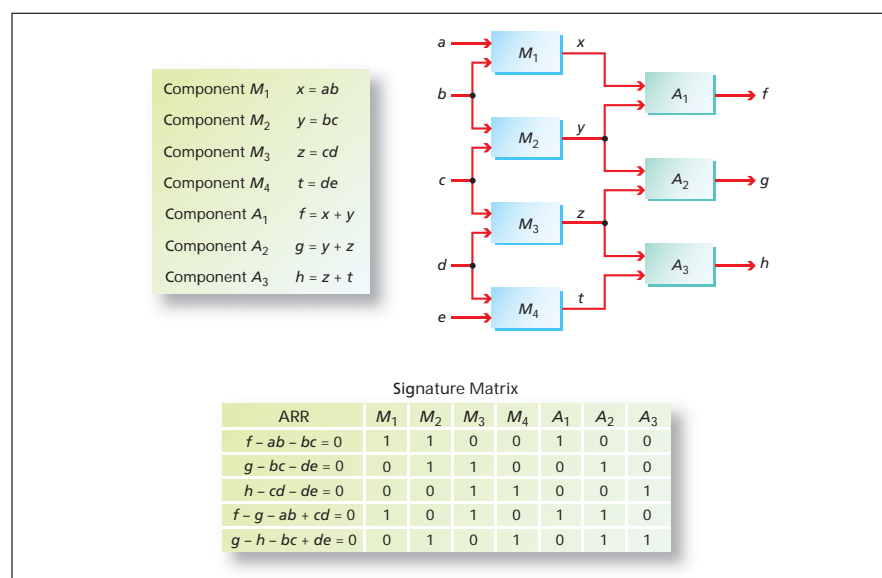 Component M₁ x = ab
Component M₂ y = bc
Component M₃ z = cd
Component M₄ t = de
Component A₁ f = x + y
Component A₂ g = y + z
Component A₃ h = z + t
a
b
c
d
e
M₁
M₂
M₃
M₄
x
y
z
t
A₁
A₂
A₃
f
g
h
Signature Matrix
ARR M₁ M₂ M₃ M₄ A₁ A₂ A₃
f – ab – bc = 0 1 1 0 0 1 0 0
g – bc – de = 0 0 1 1 0 0 1 0
h – cd – de = 0 0 0 1 1 0 0 1
f – g – ab + cd = 0 1 0 1 0 1 1 0
g – h – bc + de = 0 0 1 0 1 0 1 1